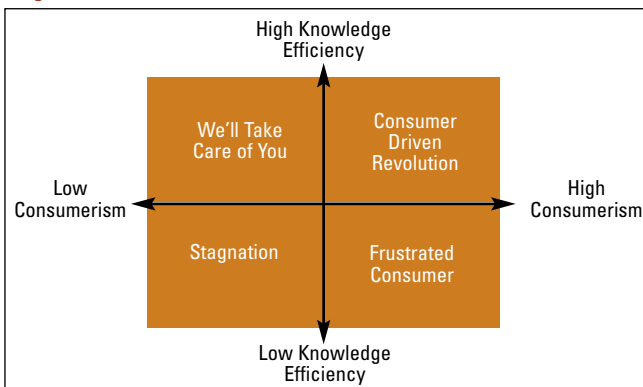 High Knowledge
Efficiency
We'll Take
Care of You
Consumer
Driven
Revolution
Low
Consumerism
High
Consumerism
Stagnation
Frustrated
Consumer
Low Knowledge
Efficiency